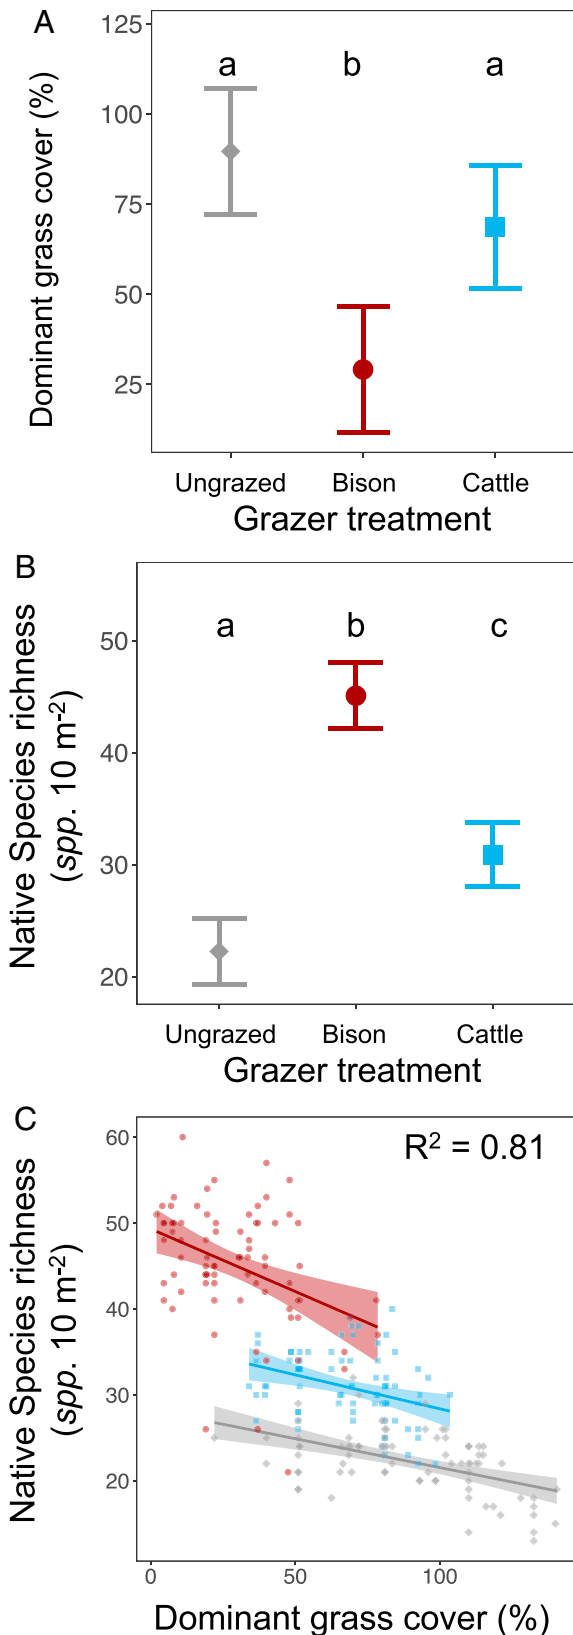 A
Dominant grass cover (%)
125
100
75
50
25
a b a
Ungrazed Bison Cattle
Grazer treatment
B
Native Species richness
(spp. 10 m-2)
50
40
30
20
a b c
Ungrazed Bison Cattle
Grazer treatment
C
Native Species richness
(spp. 10 m-2)
60
50
40
30
20
R2 = 0.81
0 50 100
Dominant grass cover (%)